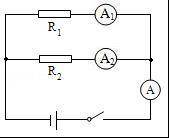 R₁ A₁
R₂ A₂
A